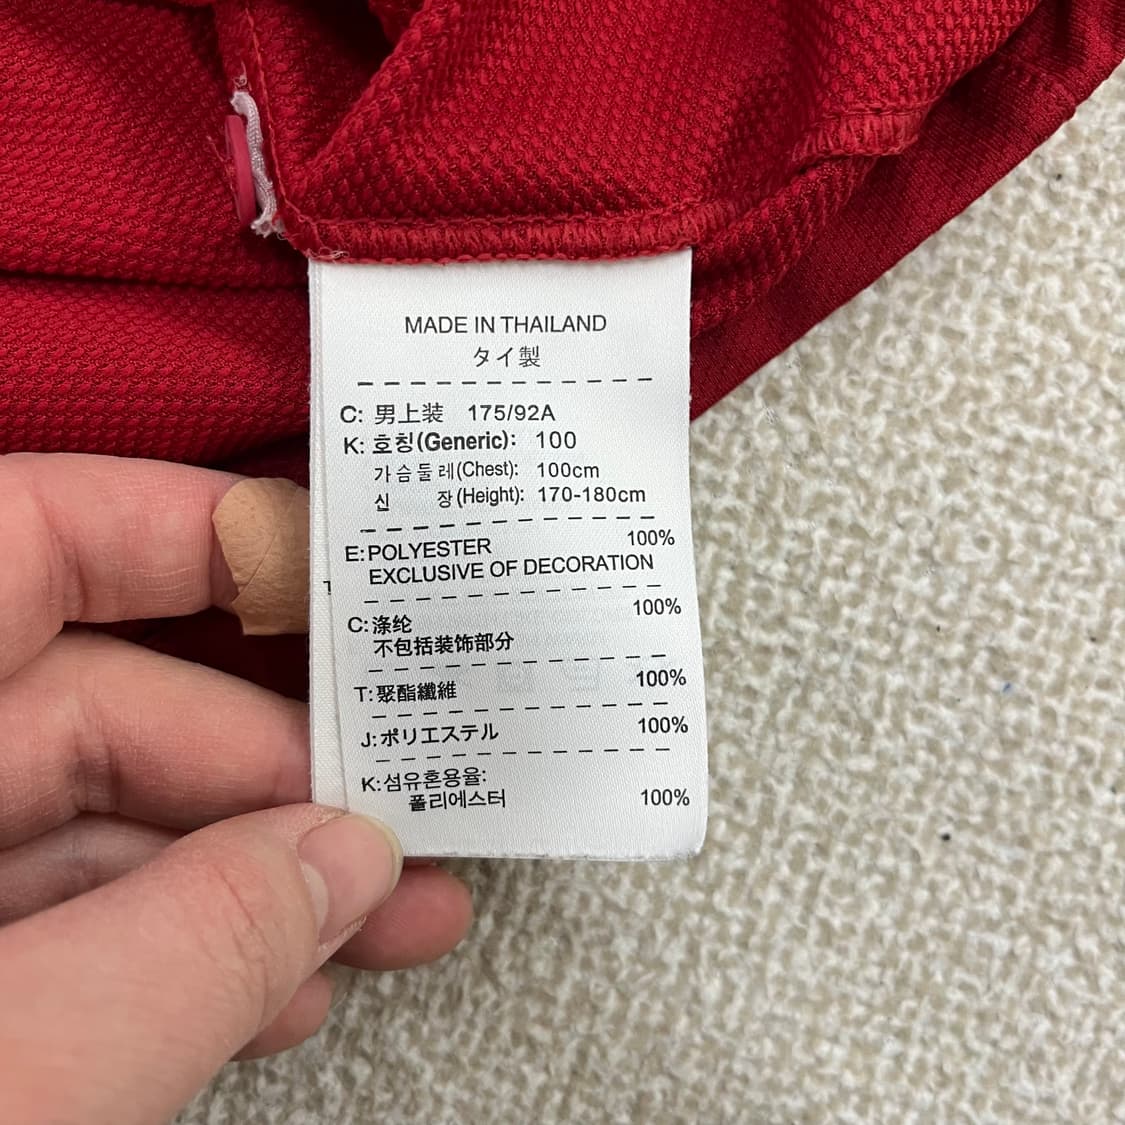 MADE IN THAILAND
タイ製
C: 男上装 175/92A
K: 호칭(Generic): 100
가슴둘레(Chest): 100cm
신 장(Height): 170-180cm
E: POLYESTER 100%
EXCLUSIVE OF DECORATION
C: 涤纶 100%
不包括装饰部分
T: 聚酯纖維 100%
J: ポリエステル 100%
K: 섬유혼용율:
폴리에스터 100%